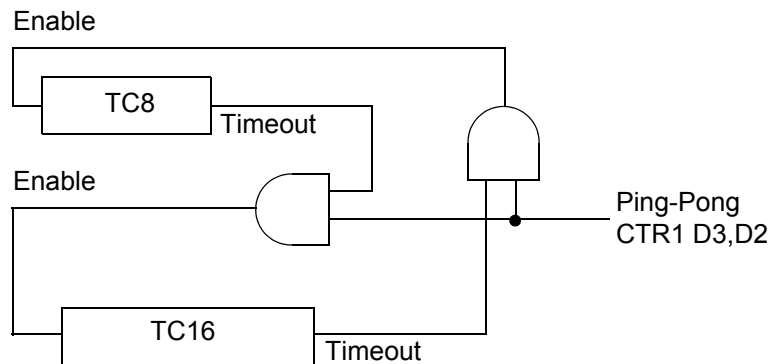 Enable
TC8
Timeout
Enable
Ping-Pong
CTR1 D3,D2
TC16
Timeout